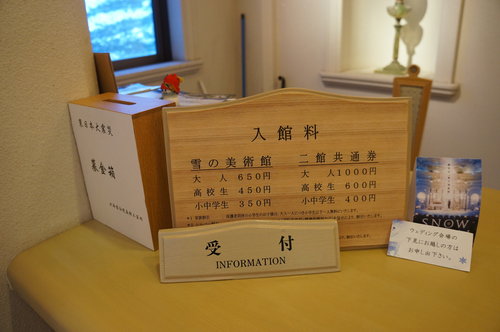 東日本大震災
募金箱
入館料
雪の美術館 二館共通券
大人 650円 大人 1000円
高校生 450円 高校生 600円
小中学生 350円 小中学生 400円
受付
INFORMATION
SNOW
ウェディング会場の
下見にお越しの方は
お申し出下さい。